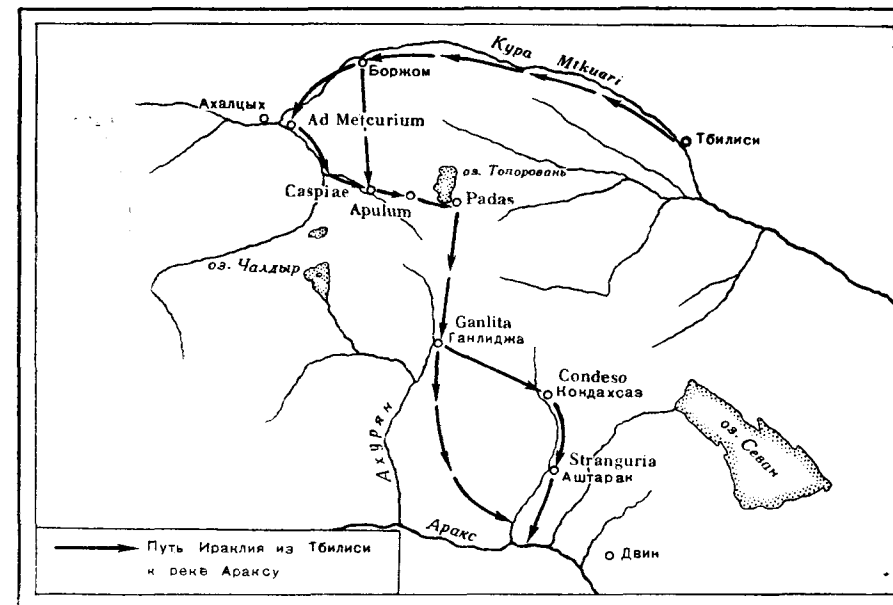 Кура Mtkuari
Боржом
Ахалцых
Ad Metcurium
Тбилиси
оз. Топоровань
Caspiae
Padas
Apulum
оз. Чалдыр
Ganlita
Ганлиджа
Condeso
Кондахсаз
оз. Севан
Ахурян
Stranguria
Аштарак
Аракс
Двин
Путь Ираклия из Тбилиси
к реке Араксу